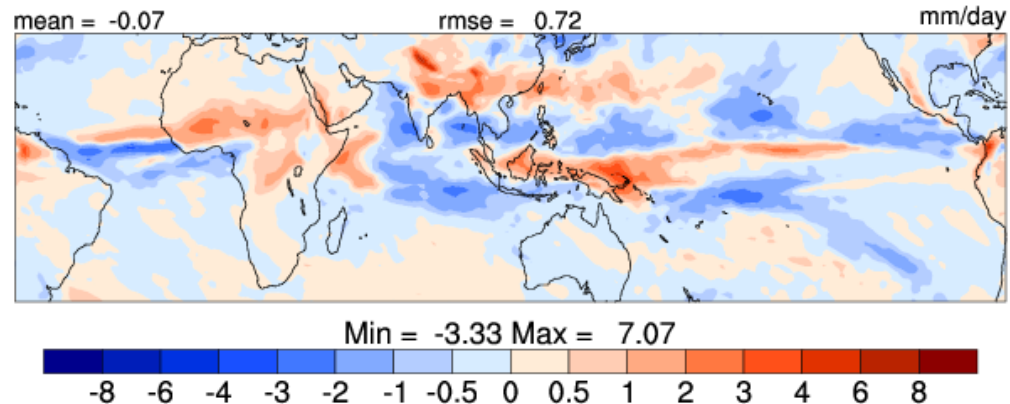 mean = -0.07 rmse = 0.72 mm/day
Min = -3.33 Max = 7.07
-8 -6 -4 -3 -2 -1 -0.5 0 0.5 1 2 3 4 6 8